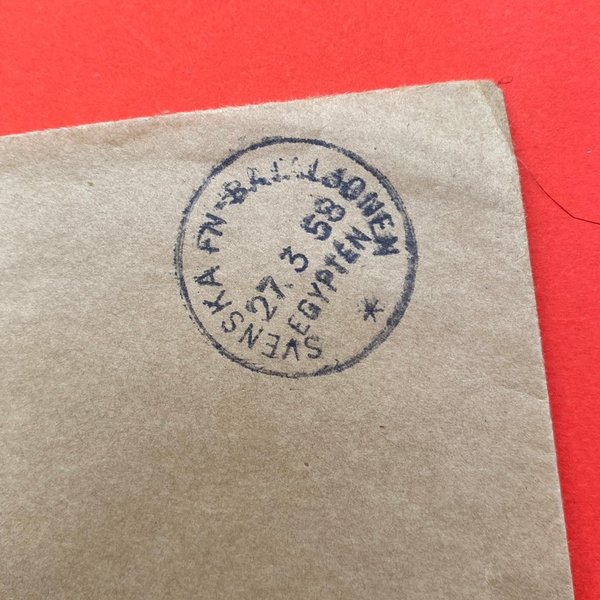 SVENSKA FN-BATALJONEN
27.3 58
EGYPTEN
*